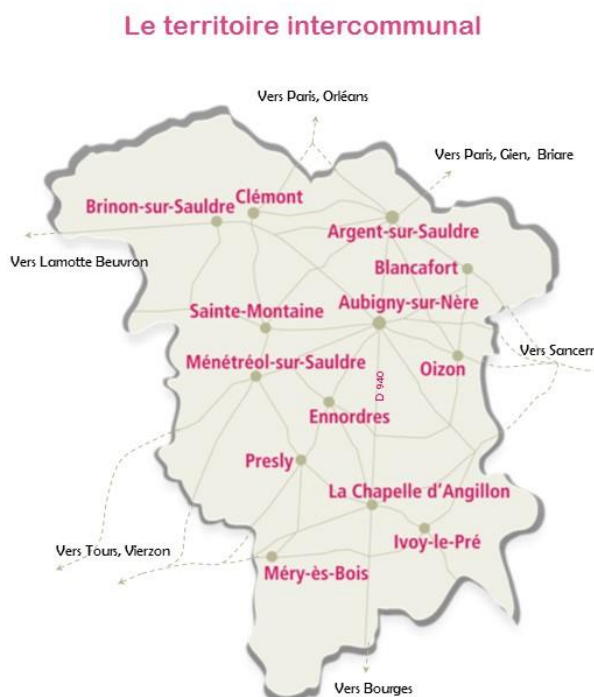 Le territoire intercommunal
Vers Paris, Orléans
Vers Paris, Gien, Briare
Clémont
Brinon-sur-Sauldre
Argent-sur-Sauldre
Vers Lamotte Beuvron
Blancafort
Aubigny-sur-Nère
Sainte-Montaine
Vers Sancerr
Ménétréol-sur-Sauldre
Oizon
D 940
Ennordres
Presly
La Chapelle d'Angillon
Ivoy-le-Pré
Vers Tours, Vierzon
Méry-ès-Bois
Vers Bourges